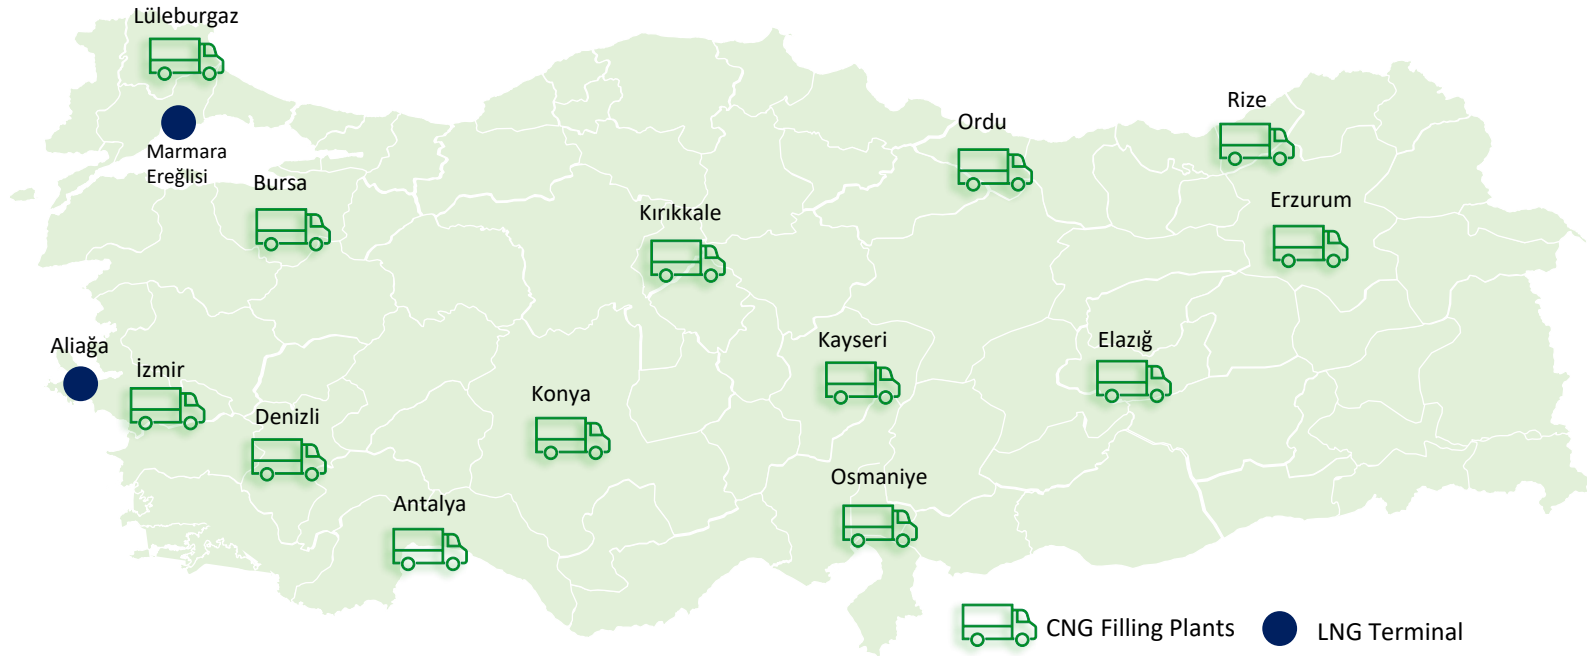 Lüleburgaz
Marmara
Ereğlisi
Bursa
Kırıkkale
Ordu
Rize
Erzurum
Aliağa
İzmir
Denizli
Konya
Kayseri
Elazığ
Antalya
Osmaniye
CNG Filling Plants
LNG Terminal